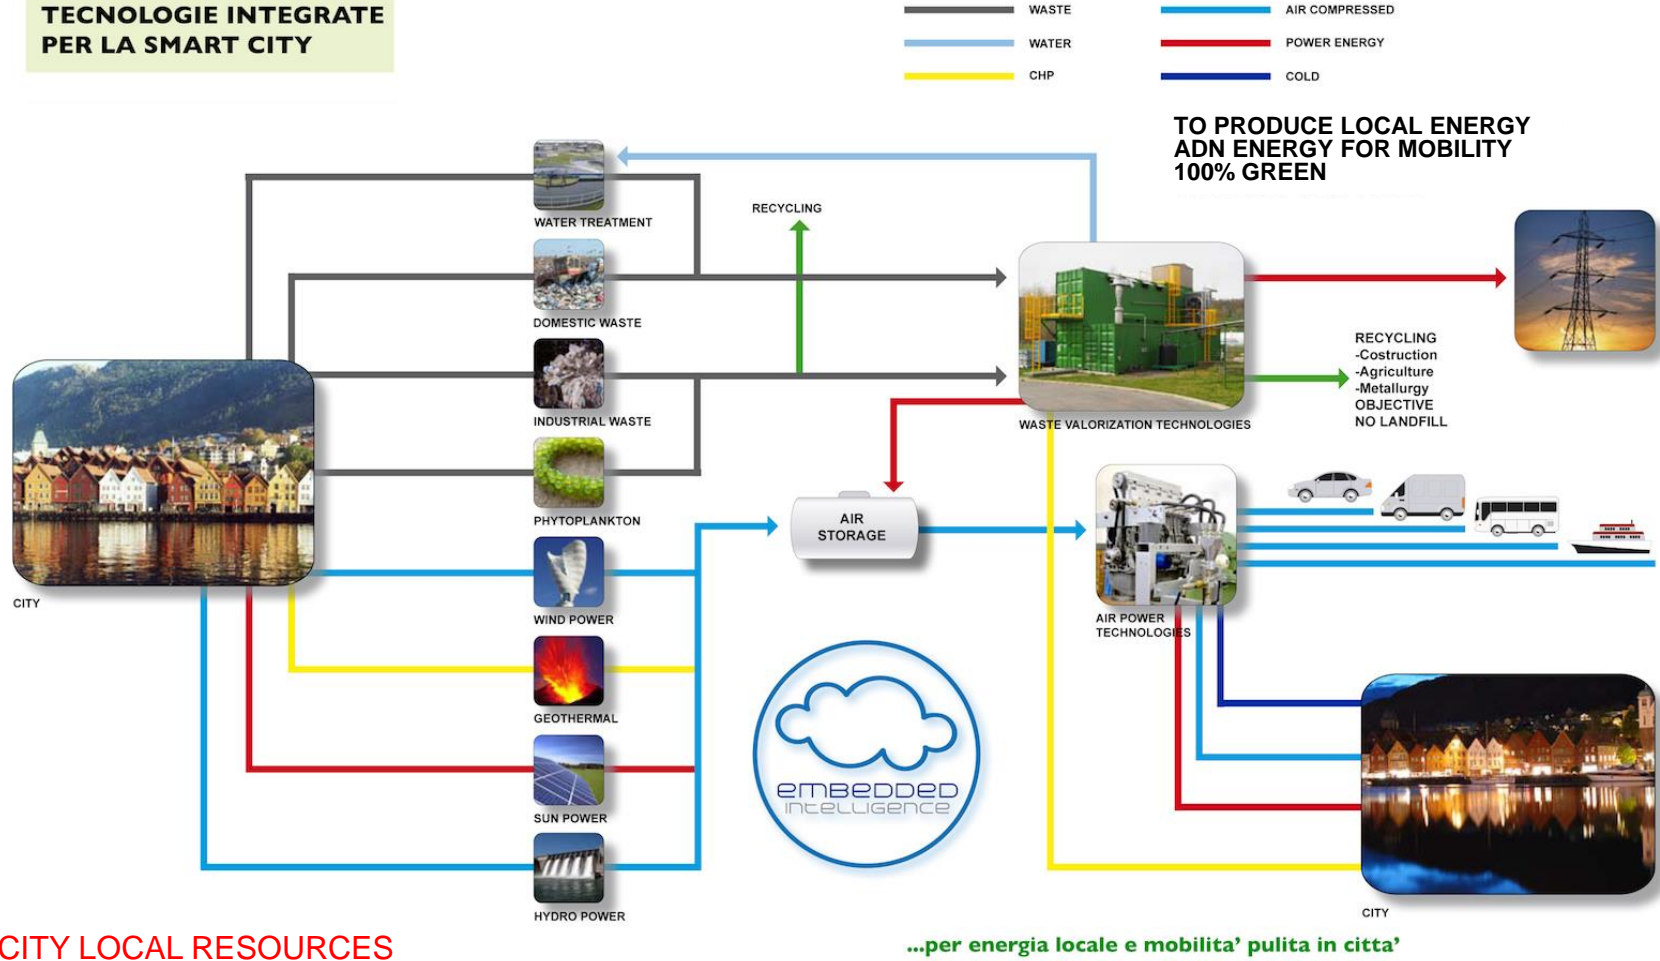 TECNOLOGIE INTEGRATE
PER LA SMART CITY
WASTE
WATER
CHP
AIR COMPRESSED
POWER ENERGY
COLD
TO PRODUCE LOCAL ENERGY
ADN ENERGY FOR MOBILITY
100% GREEN
WATER TREATMENT
RECYCLING
DOMESTIC WASTE
INDUSTRIAL WASTE
PHYTOPLANKTON
WIND POWER
GEOTHERMAL
SUN POWER
HYDRO POWER
CITY
WASTE VALORIZATION TECHNOLOGIES
RECYCLING
-Costruction
-Agriculture
-Metallurgy
OBJECTIVE
NO LANDFILL
AIR
STORAGE
AIR POWER
TECHNOLOGIES
EMBEDDED
INTELLIGENCE
CITY
CITY LOCAL RESOURCES
...per energia locale e mobilita' pulita in citta'